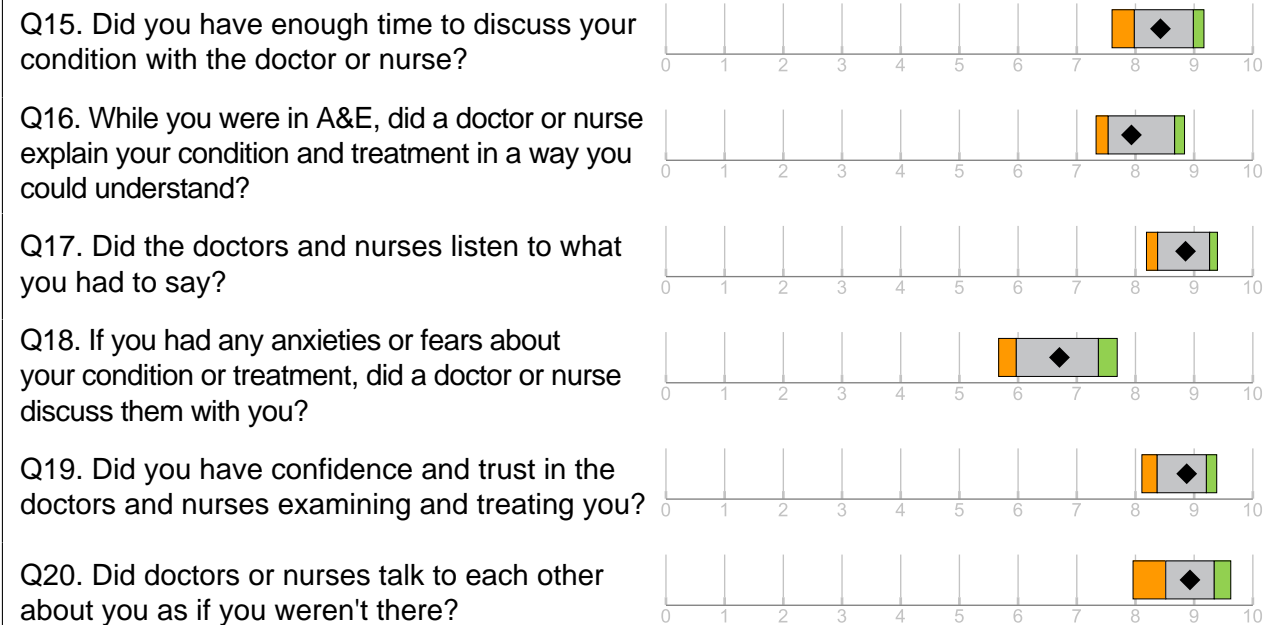 Q15. Did you have enough time to discuss your
condition with the doctor or nurse?
0 1 2 3 4 5 6 7 8 9 10
Q16. While you were in A&E, did a doctor or nurse
explain your condition and treatment in a way you
could understand?
0 1 2 3 4 5 6 7 8 9 10
Q17. Did the doctors and nurses listen to what
you had to say?
0 1 2 3 4 5 6 7 8 9 10
Q18. If you had any anxieties or fears about
your condition or treatment, did a doctor or nurse
discuss them with you?
0 1 2 3 4 5 6 7 8 9 10
Q19. Did you have confidence and trust in the
doctors and nurses examining and treating you?
0 1 2 3 4 5 6 7 8 9 10
Q20. Did doctors or nurses talk to each other
about you as if you weren't there?
0 1 2 3 4 5 6 7 8 9 10